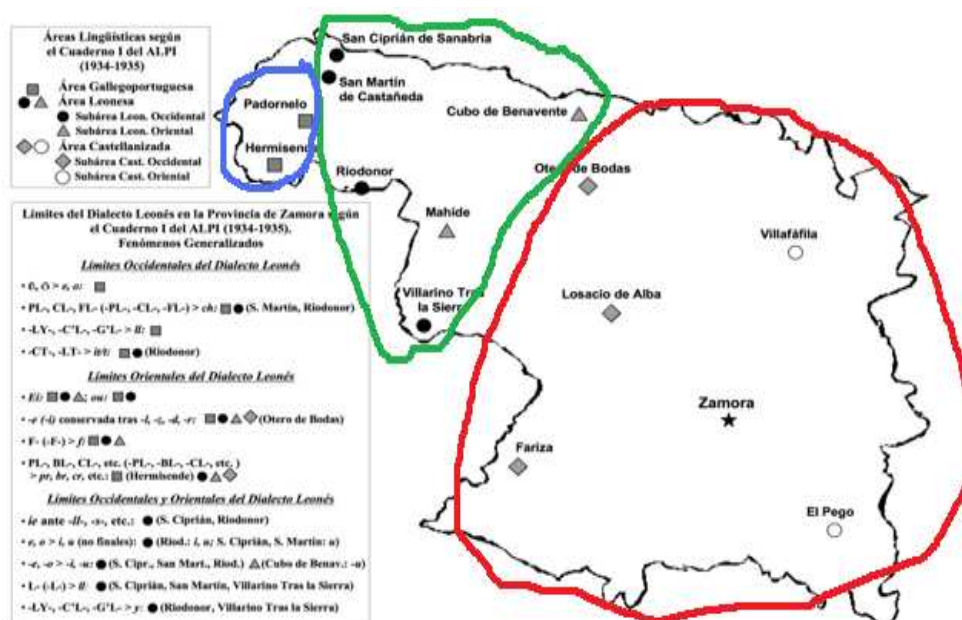 Áreas Lingüísticas según
el Cuaderno I del ALPI
(1934-1935)
Área Gallegoportuguesa
Área Leonesa
Subárea Leon. Occidental
Subárea Leon. Oriental
Área Castellanizada
Subárea Cast. Occidental
Subárea Cast. Oriental
San Ciprián de Sanabria
San Martín
de Castañeda
Padornelo
Hermisende
Cubo de Benavente
Riodonor
Otero de Bodas
Mahíde
Villafáfila
Villarino Tras
la Sierra
Losacio de Alba
Zamora
Fariza
El Pego
Límites del Dialecto Leonés en la Provincia de Zamora según
el Cuaderno I del ALPI (1934-1935).
Fenómenos Generalizados
Límites Occidentales del Dialecto Leonés
• > e, o:
• PL-, CL-, FL- (-PL-, -CL-, -FL-) > ch: (S. Martín, Riodonor)
• -LY-, -C'L-, -G'L- > ll:
• -CT-, -LT- > it/t: (Riodonor)
Límites Orientales del Dialecto Leonés
• Ei: ; ou:
• -e (-i) conservada tras -l, -z, -d, -r: (Otero de Bodas)
• F- (-F-) > f:
• PL-, BL-, CL-, etc. (-PL-, -BL-, -CL-, etc. )
> pr, br, cr, etc.: (Hermisende)
Límites Occidentales y Orientales del Dialecto Leonés
• ie ante -ll-, -s-, etc.: (S. Ciprián, Riodonor)
• e, o > i, u (no finales): (Riod.: i, u; S. Ciprián, S. Martín: u)
• -e, -o > -i, -u: (S. Cipr., San Mart., Riod.) (Cubo de Benav.: -u)
• L- (-L-) > ll: (S. Ciprián, San Martín, Villarino Tras la Sierra)
• -LY-, -C'L-, -G'L- > y: (Riodonor, Villarino Tras la Sierra)